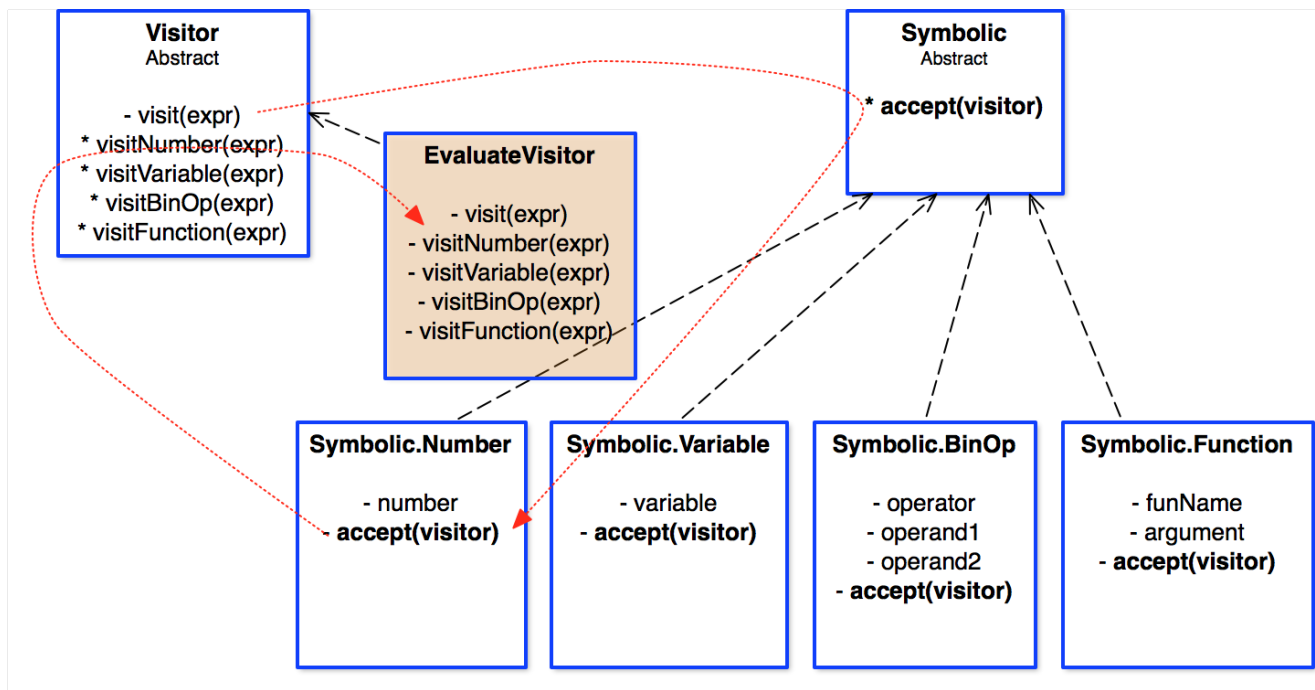 Visitor
Abstract
- visit(expr)
* visitNumber(expr)
* visitVariable(expr)
* visitBinOp(expr)
* visitFunction(expr)
Symbolic
Abstract
* accept(visitor)
EvaluateVisitor
- visit(expr)
- visitNumber(expr)
- visitVariable(expr)
- visitBinOp(expr)
- visitFunction(expr)
Symbolic.Number
- number
- accept(visitor)
Symbolic.Variable
- variable
- accept(visitor)
Symbolic.BinOp
- operator
- operand1
- operand2
- accept(visitor)
Symbolic.Function
- funName
- argument
- accept(visitor)